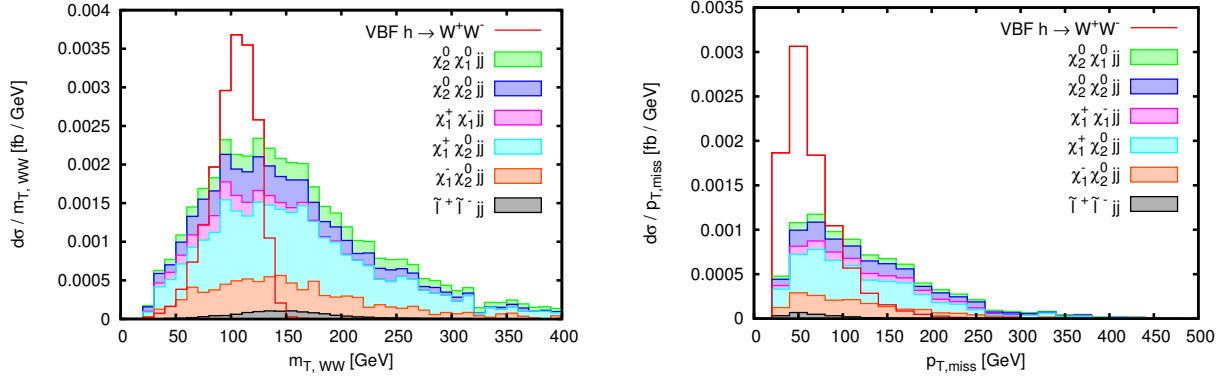 dσ / m_T, WW [fb / GeV]
0.004
0.0035
0.003
0.0025
0.002
0.0015
0.001
0.0005
0
VBF h → W⁺W⁻
χ₂⁰ χ₁⁰ jj
χ₂⁰ χ₂⁰ jj
χ₁⁺ χ₁⁻ jj
χ₁⁺ χ₂⁰ jj
χ₁⁻ χ₂⁰ jj
l̃⁺ l̃⁻ jj
0 50 100 150 200 250 300 350 400
m_T, WW [GeV]
dσ / p_T,miss [fb / GeV]
0.0035
0.003
0.0025
0.002
0.0015
0.001
0.0005
0
VBF h → W⁺W⁻
χ₂⁰ χ₁⁰ jj
χ₂⁰ χ₂⁰ jj
χ₁⁺ χ₁⁻ jj
χ₁⁺ χ₂⁰ jj
χ₁⁻ χ₂⁰ jj
l̃⁺ l̃⁻ jj
0 50 100 150 200 250 300 350 400 450 500
p_T,miss [GeV]